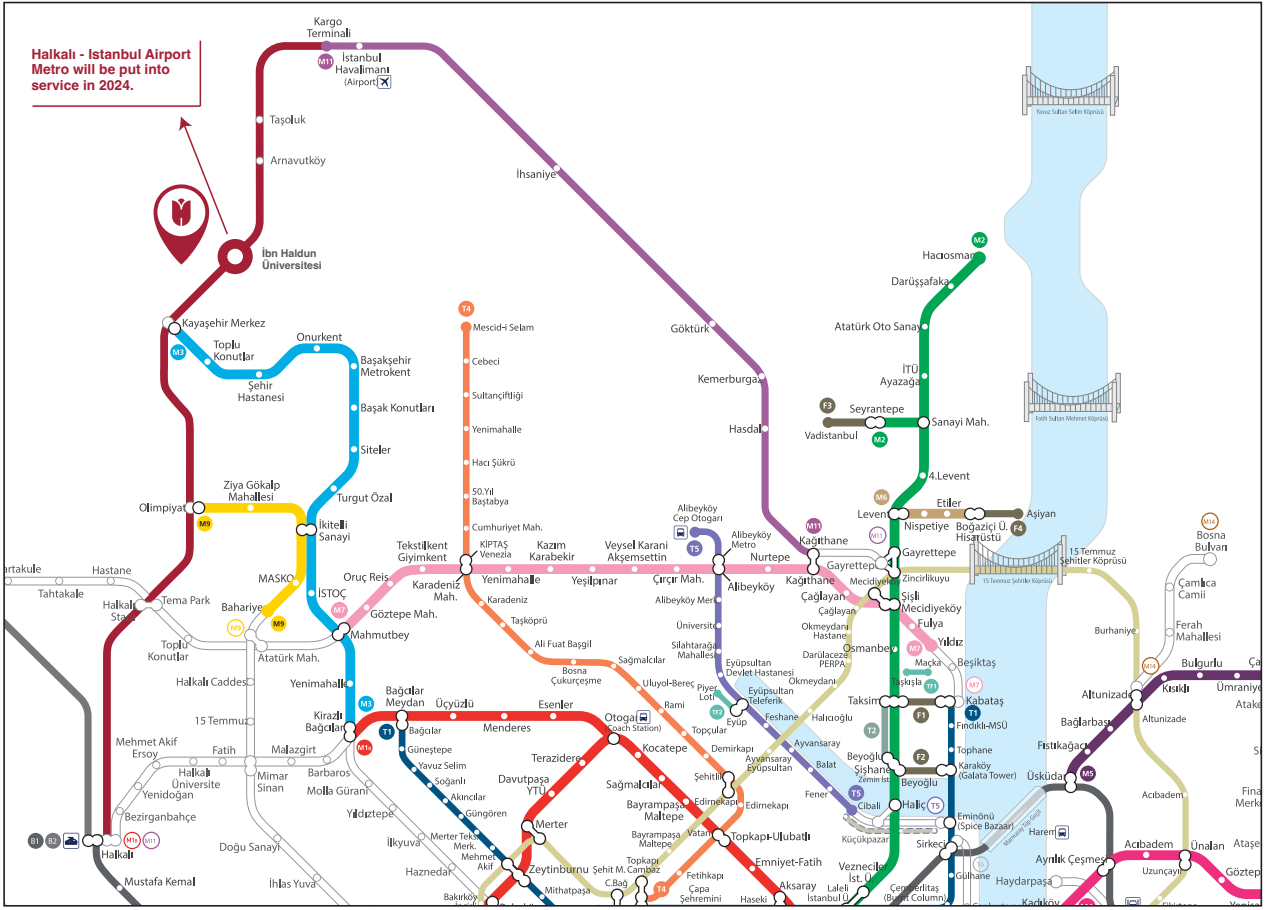 Halkalı - Istanbul Airport
Metro will be put into
service in 2024.
Kargo
Terminali
M11
İstanbul
Havalimanı
(Airport)
Taşoluk
Arnavutköy
İbn Haldun
Üniversitesi
İhsaniye
Göktürk
Kemerburgaz
Hasdal
Yavuz Sultan Selim Köprüsü
Fatih Sultan Mehmet Köprüsü
M2
Hacıosman
Darüşşafaka
Atatürk Oto Sanayi
İTÜ
Ayazağa
F3
Seyrantepe
Vadistanbul
M2
Sanayi Mah.
4.Levent
M6
Levent
Etiler
Nispetiye
Boğaziçi Ü.
Hisarüstü
F4
Aşiyan
Kayaşehir Merkez
M3
Toplu
Konutlar
Şehir
Hastanesi
Onurkent
Başakşehir
Metrokent
Başak Konutları
Siteler
Turgut Özal
İkitelli
Sanayi
Ziya Gökalp
Mahallesi
Olimpiyat
M9
MASKO
Bahariye
M9
M9
İSTOÇ
M7
Mahmutbey
Göztepe Mah.
Oruç Reis
Tekstilkent
Giyimkent
T4
Mescid-i Selam
Cebeci
Sultançiftliği
Yenimahalle
Hacı Şükrü
50.Yıl
Baştabya
Cumhuriyet Mah.
KİPTAŞ
Venezia
Karadeniz
Mah.
Yenimahalle
Kazım
Karabekir
Yeşilpınar
Veysel Karani
Akşemsettin
Çırçır Mah.
Alibeyköy
Cep Otogarı
T5
Alibeyköy
Metro
Alibeyköy
Nurtepe
M11
Kağıthane
Kağıthane
M11
Gayrettepe
Gayrettepe
Zincirlikuyu
Mecidiyeköy
Çağlayan
Çağlayan
Şişli
Mecidiyeköy
Fulya
Yıldız
M7
15 Temmuz Şehitler Köprüsü
15 Temmuz
Şehitler Köprüsü
M14
Bosna
Bulvarı
Çamlıca
Camii
Ferah
Mahallesi
Burhaniye
M14
Altunizade
Altunizade
Kısıklı
Bulgurlu
Ümraniye
Bağlarbaşı
Fıstıkağacı
Üsküdar
M5
Acıbadem
Harem
Ayrılık Çeşmesi
Acıbadem
Ünalan
Uzunçayır
Göztepe
Haydarpaşa
Kadıköy
Marmaray Tüp Geçit
Tahtakale
Hastane
Tema Park
Toplu
Konutlar
Atatürk Mah.
Halkalı Caddesi
15 Temmuz
Fatih
Mimar
Sinan
Malazgirt
Barbaros
Molla Gürani
Yıldıztepe
İlkyuva
Haznedar
Mehmet Akif
Ersoy
Halkalı
Üniversite
Yenidoğan
Bezirganbahçe
B1
B2
M1B
M11
Halkalı
Mustafa Kemal
Doğu Sanayi
İhlas Yuva
Yenimahalle
M3
Kirazlı
Bağcılar
M1B
Bağcılar
Meydan
T1
Bağcılar
Güneştepe
Yavuz Selim
Soğanlı
Akıncılar
Güngören
Merter Teks.
Merk.
Mehmet
Akif
Zeytinburnu
Mithatpaşa
Üçyüzlü
Menderes
Esenler
Otogar
(Coach Station)
Terazidere
Davutpaşa
YTÜ
Merter
Kocatepe
Sağmalcılar
Bayrampaşa
Maltepe
Topkapı-Ulubatlı
Emniyet-Fatih
Aksaray
Karadeniz
Taşköprü
Ali Fuat Başgil
Bosna
Çukurçeşme
Sağmalcılar
Uluyol-Bereç
Rami
Topçular
Demirkapı
Şehitlik
Edirnekapı
Edirnekapı
Vatan
Bayrampaşa
Maltepe
Topkapı
Şehit M. Cambaz
C.Bağ
Fetihkapı
T4
Çapa
Şehremini
Haseki
Alibeyköy Merkez
Üniversite
Silahtarağa
Mahallesi
Eyüpsultan
Devlet Hastanesi
Piyer
Loti
TF2
Eyüpsultan
Teleferik
Eyüp
Feshane
Ayvansaray
Balat
Fener
T5
Cibali
Küçükpazar
Ayvansaray
Eyüpsultan
Halıcıoğlu
Okmeydanı
Darülaceze
PERPA
Okmeydanı
Hastane
Osmanbey
Maçka
Taşkışla
TF1
Beşiktaş
M7
Kabataş
T1
Taksim
F1
T2
Fındıklı-MSÜ
Tophane
Karaköy
(Galata Tower)
Beyoğlu
Şişhane
Zemin İst.
F2
Beyoğlu
Haliç
T5
Eminönü
(Spice Bazaar)
Sirkeci
Gülhane
Vezneciler
İst. Ü.
Laleli
İstanbul Ü.
Çemberlitaş
(Burnt Column)